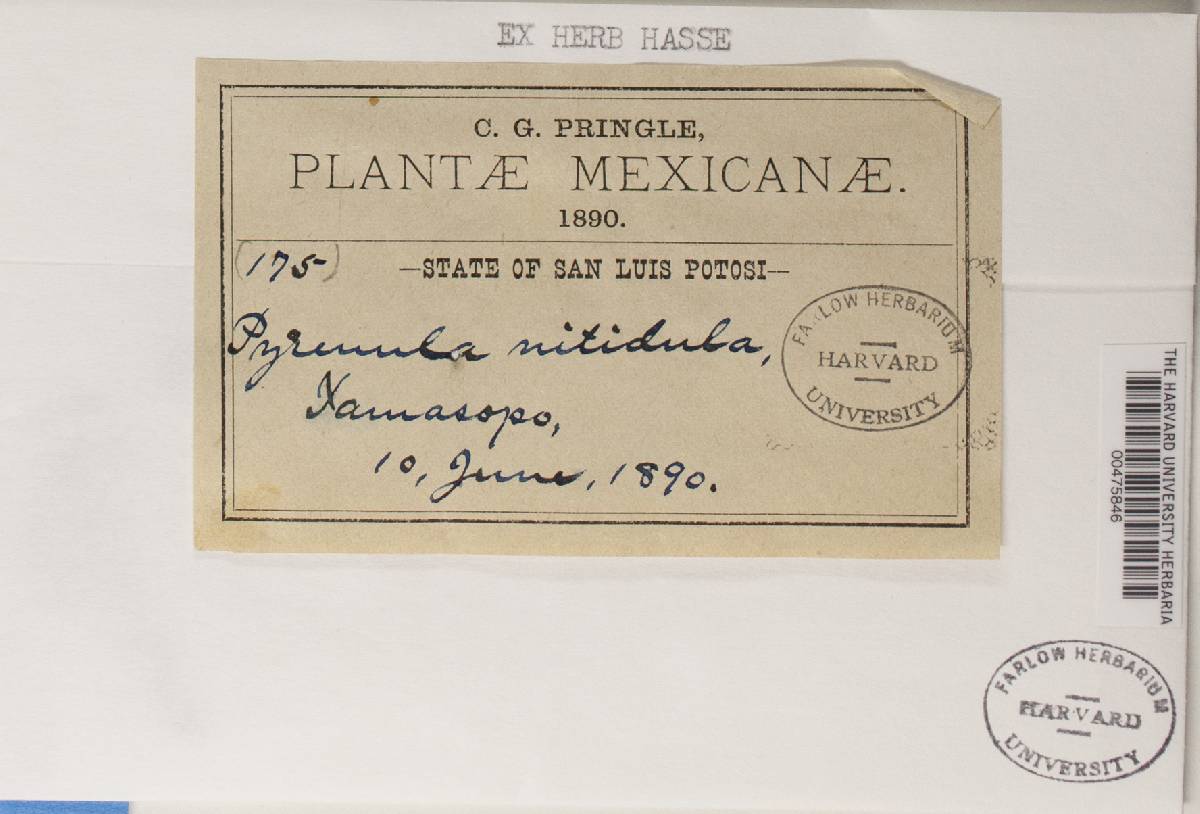 EX HERB HASSE
C. G. PRINGLE,
PLANTÆ MEXICANÆ.
1890.
(175)
—STATE OF SAN LUIS POTOSI—
Pyrenula nitidula,
Xamasopo,
10, June, 1890.
FARLOW HERBARIUM
HARVARD
UNIVERSITY
THE HARVARD UNIVERSITY HERBARIA
00475846
FARLOW HERBARIUM
HARVARD
UNIVERSITY